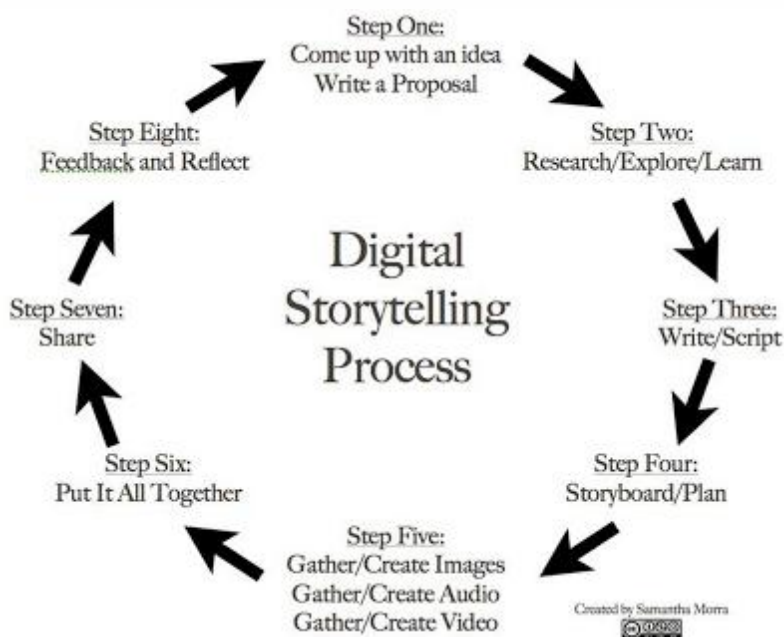 Step One:
Come up with an idea
Write a Proposal
Step Two:
Research/Explore/Learn
Step Three:
Write/Script
Step Four:
Storyboard/Plan
Step Five:
Gather/Create Images
Gather/Create Audio
Gather/Create Video
Step Six:
Put It All Together
Step Seven:
Share
Step Eight:
Feedback and Reflect
Digital
Storytelling
Process
Created by Samantha Morra